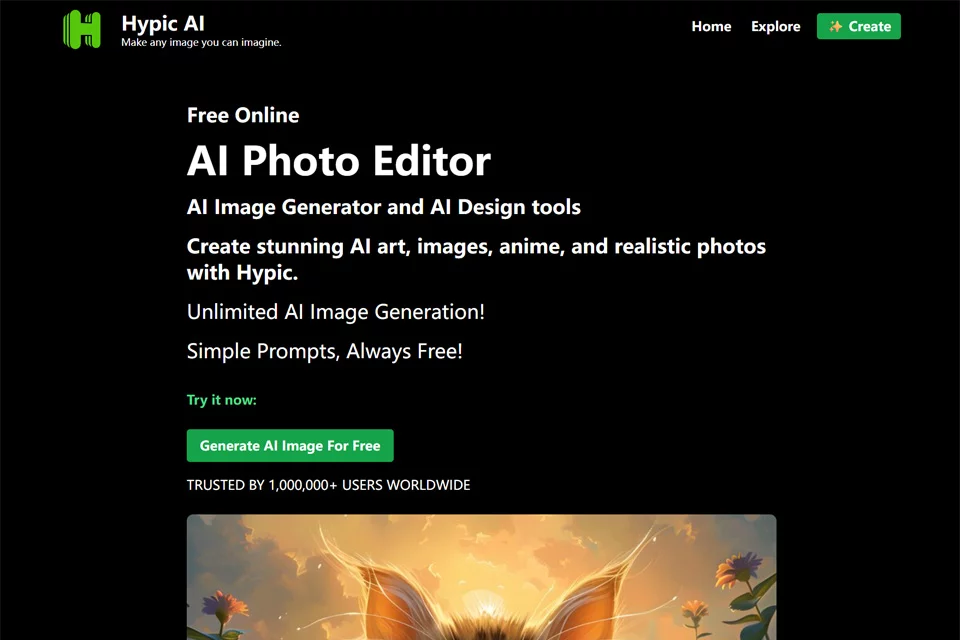 Hypic AI
Make any image you can imagine.
Home
Explore
✨ Create
Free Online
AI Photo Editor
AI Image Generator and AI Design tools
Create stunning AI art, images, anime, and realistic photos
with Hypic.
Unlimited AI Image Generation!
Simple Prompts, Always Free!
Try it now:
Generate AI Image For Free
TRUSTED BY 1,000,000+ USERS WORLDWIDE